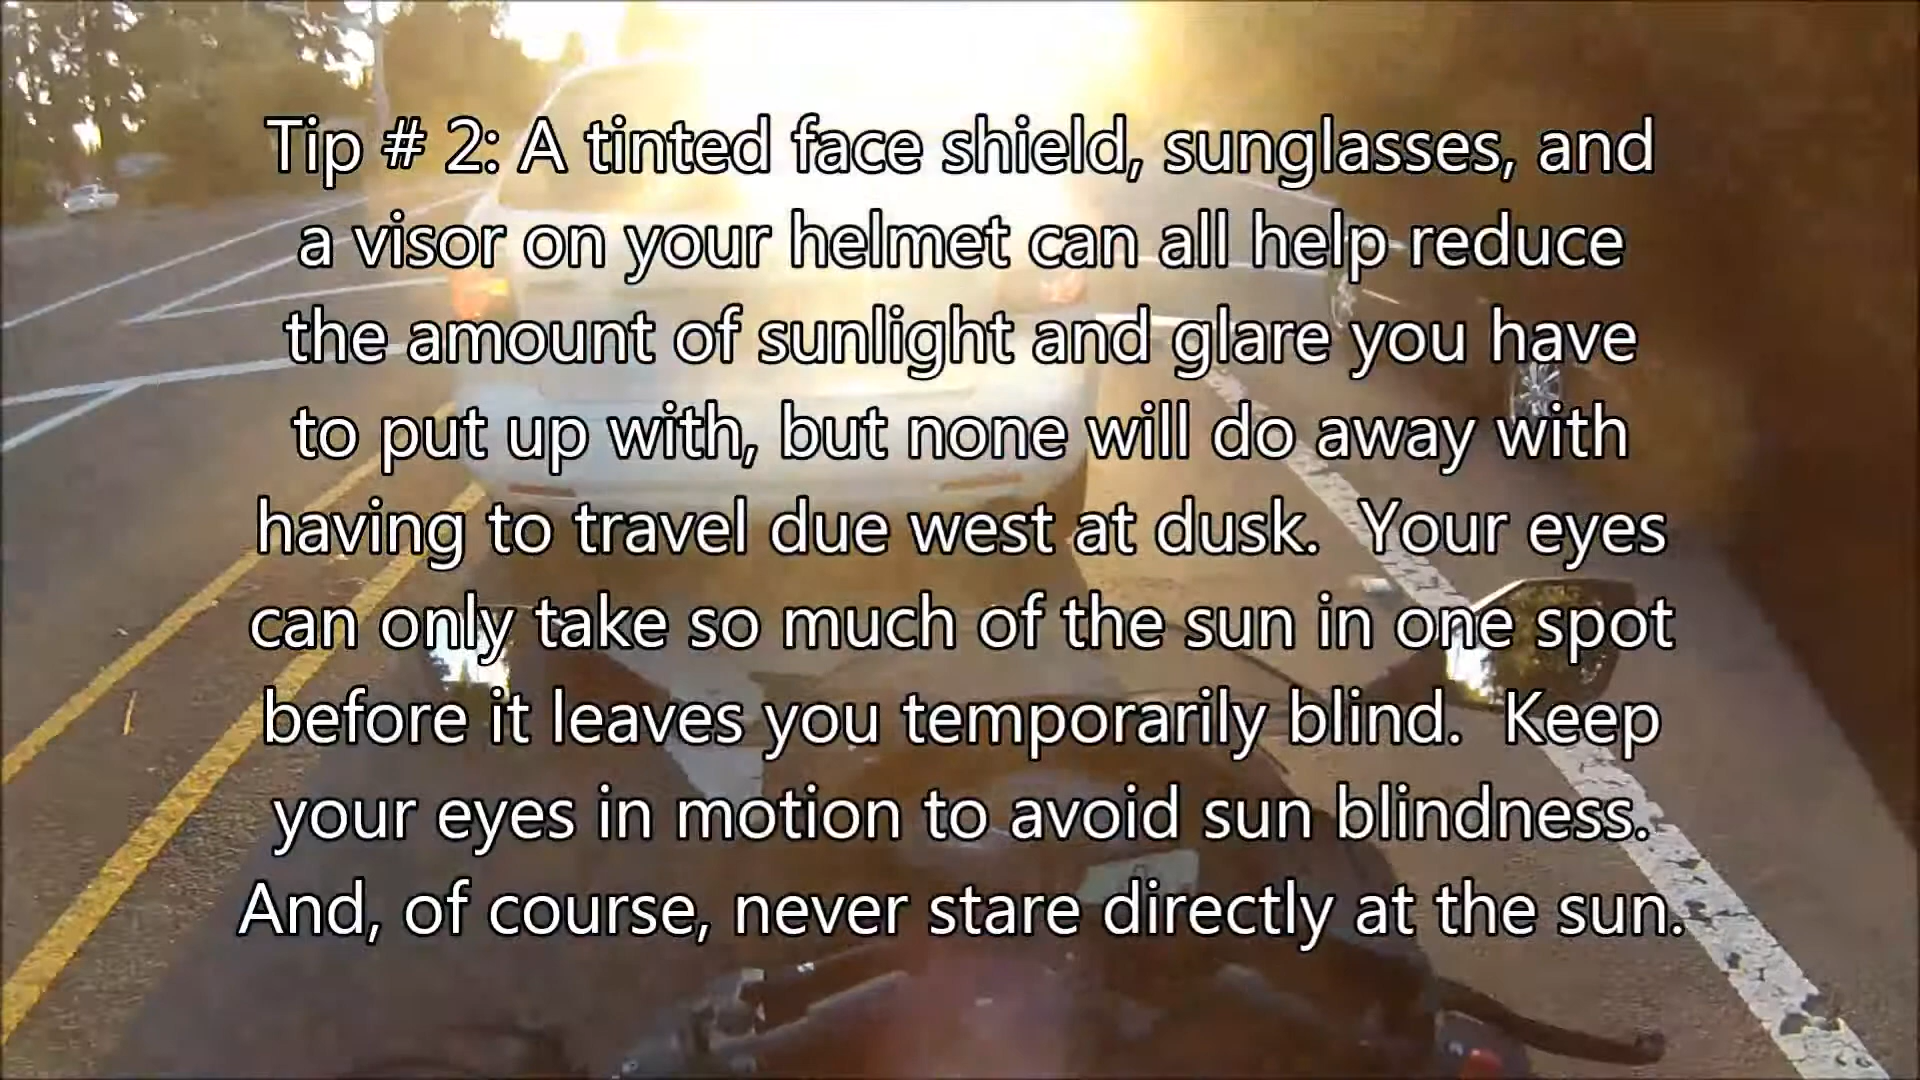 Tip # 2: A tinted face shield, sunglasses, and
a visor on your helmet can all help reduce
the amount of sunlight and glare you have
to put up with, but none will do away with
having to travel due west at dusk.  Your eyes
can only take so much of the sun in one spot
before it leaves you temporarily blind.  Keep
your eyes in motion to avoid sun blindness.
And, of course, never stare directly at the sun.